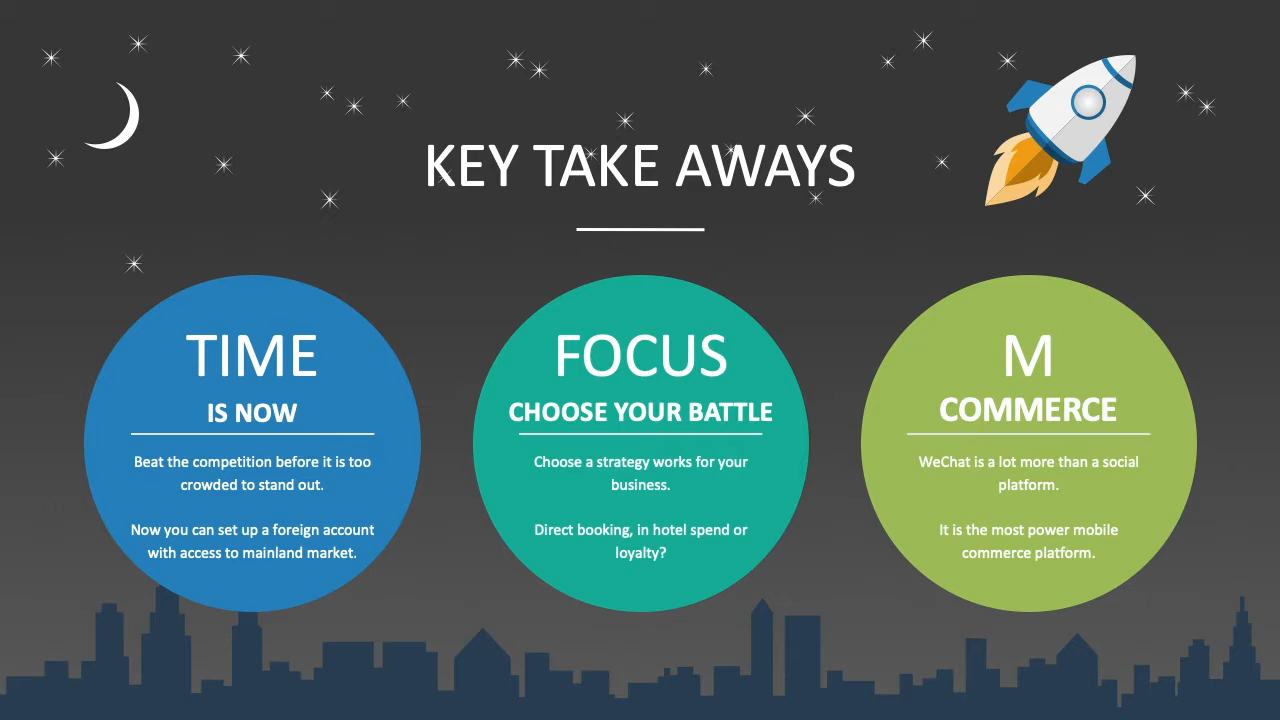 KEY TAKE AWAYS
TIME
IS NOW
Beat the competition before it is too
crowded to stand out.
Now you can set up a foreign account
with access to mainland market.
FOCUS
CHOOSE YOUR BATTLE
Choose a strategy works for your
business.
Direct booking, in hotel spend or
loyalty?
M
COMMERCE
WeChat is a lot more than a social
platform.
It is the most power mobile
commerce platform.